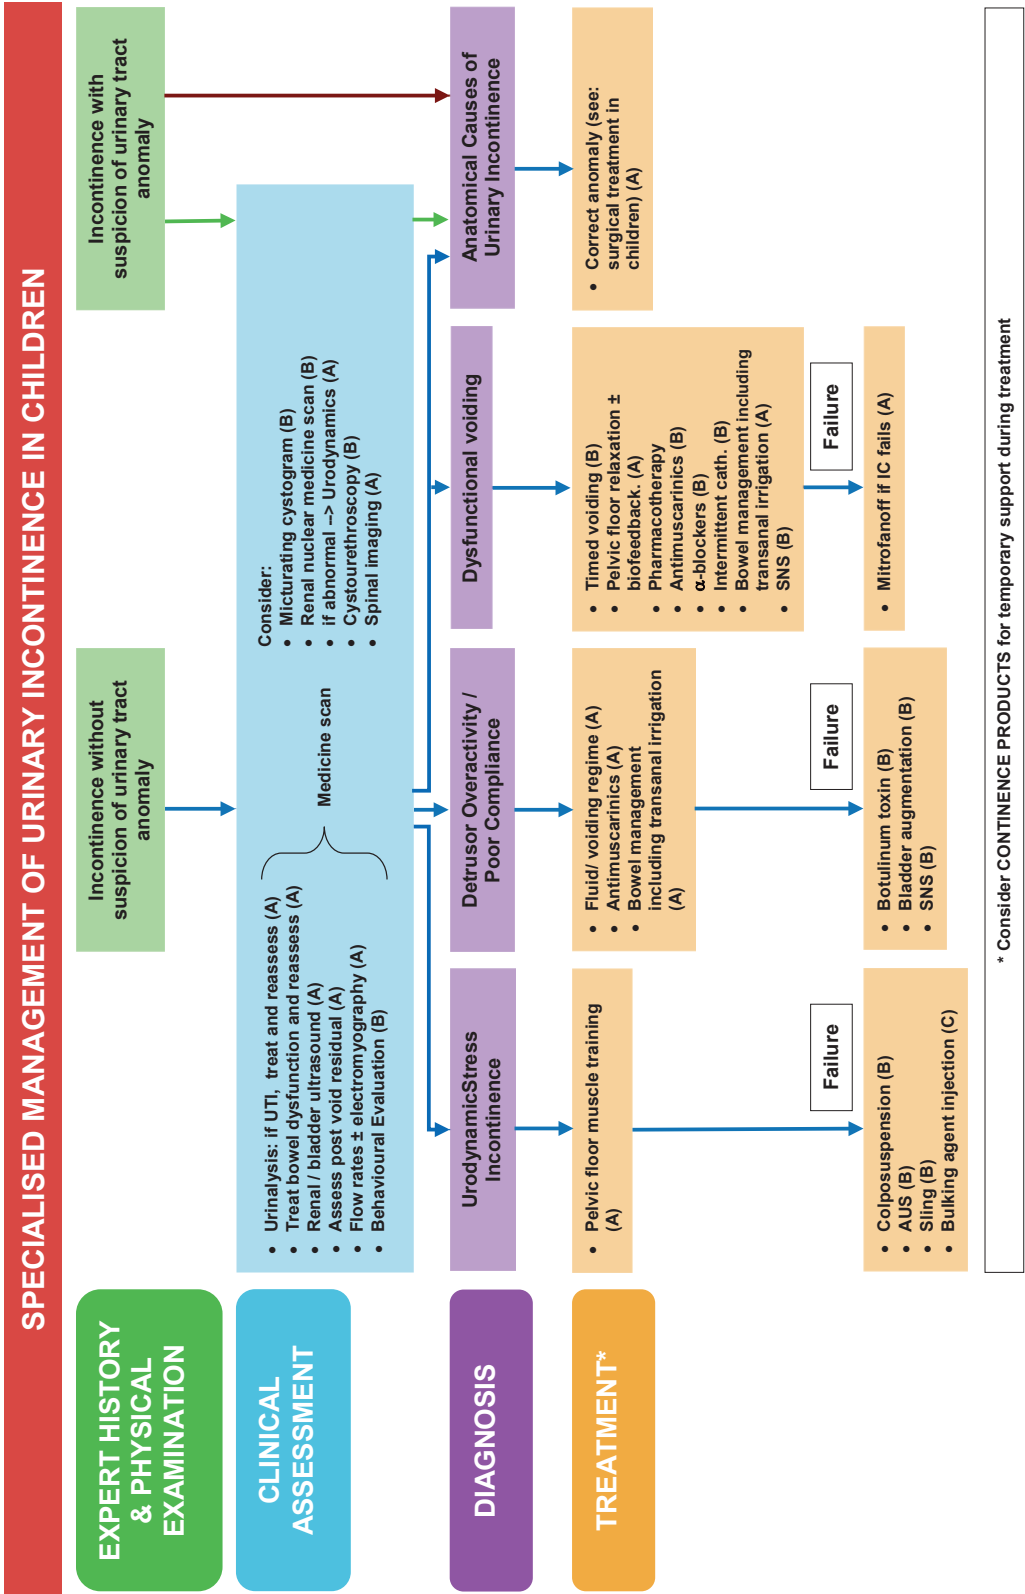 SPECIALISED MANAGEMENT OF URINARY INCONTINENCE IN CHILDREN
EXPERT HISTORY
& PHYSICAL
EXAMINATION
Incontinence without
suspicion of urinary tract
anomaly
Incontinence with
suspicion of urinary tract
anomaly
CLINICAL
ASSESSMENT
• Urinalysis: if UTI, treat and reassess (A)
• Treat bowel dysfunction and reassess (A)
• Renal / bladder ultrasound (A)
• Assess post void residual (A)
• Flow rates ± electromyography (A)
• Behavioural Evaluation (B)
Medicine scan
Consider:
• Micturating cystogram (B)
• Renal nuclear medicine scan (B)
• if abnormal --> Urodynamics (A)
• Cystourethroscopy (B)
• Spinal imaging (A)
DIAGNOSIS
UrodynamicStress
Incontinence
Detrusor Overactivity /
Poor Compliance
Dysfunctional voiding
Anatomical Causes of
Urinary Incontinence
TREATMENT*
• Pelvic floor muscle training
(A)
• Fluid/ voiding regime (A)
• Antimuscarinics (A)
• Bowel management
including transanal irrigation
(A)
• Timed voiding (B)
• Pelvic floor relaxation ±
biofeedback. (A)
• Pharmacotherapy
• Antimuscarinics (B)
• α-blockers (B)
• Intermittent cath. (B)
• Bowel management including
transanal irrigation (A)
• SNS (B)
• Correct anomaly (see:
surgical treatment in
children) (A)
Failure
Failure
Failure
• Colposuspension (B)
• AUS (B)
• Sling (B)
• Bulking agent injection (C)
• Botulinum toxin (B)
• Bladder augmentation (B)
• SNS (B)
• Mitrofanoff if IC fails (A)
* Consider CONTINENCE PRODUCTS for temporary support during treatment